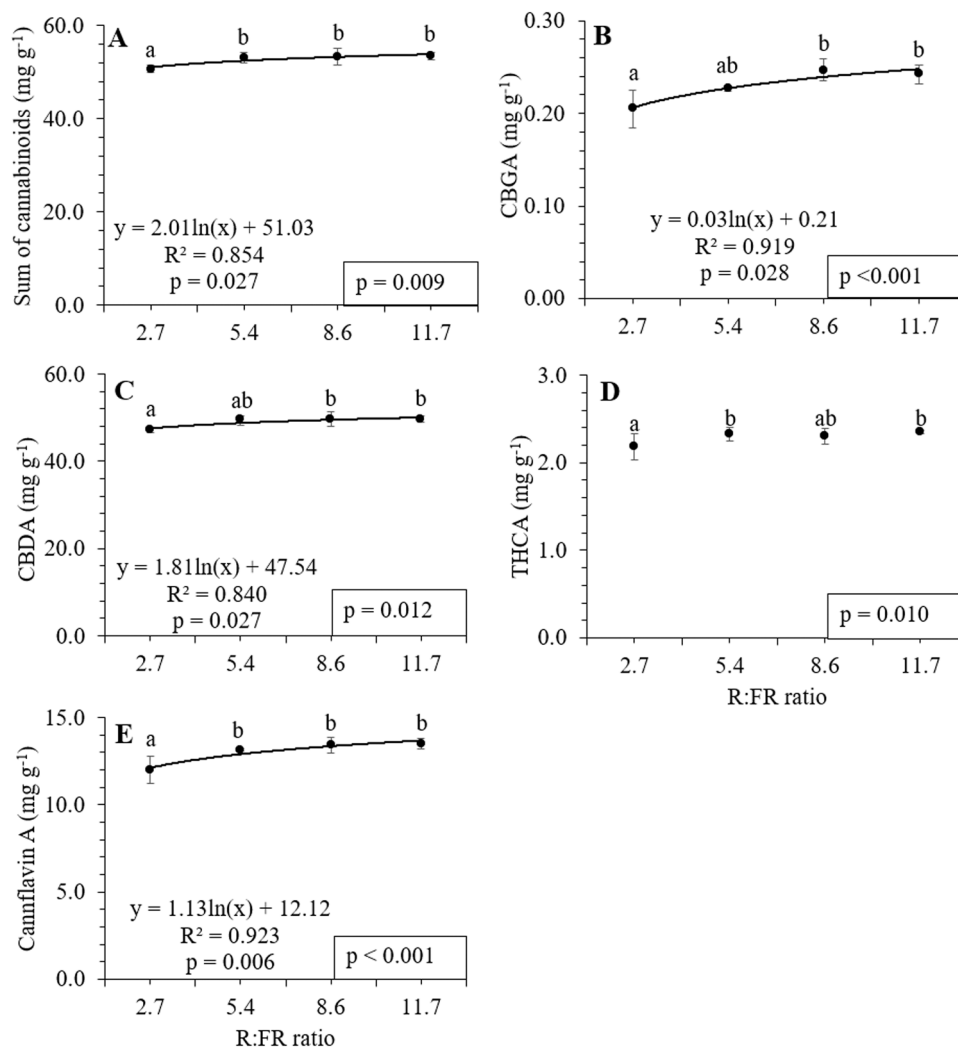 A
Sum of cannabinoids (mg g-1)
60.0
40.0
20.0
0.0
a
b
b
b
y = 2.01ln(x) + 51.03
R² = 0.854
p = 0.027
p = 0.009
2.7 5.4 8.6 11.7
B
CBGA (mg g-1)
0.30
0.20
0.10
0.00
a
ab
b
b
y = 0.03ln(x) + 0.21
R² = 0.919
p = 0.028
p <0.001
2.7 5.4 8.6 11.7
C
CBDA (mg g-1)
60.0
40.0
20.0
0.0
a
ab
b
b
y = 1.81ln(x) + 47.54
R² = 0.840
p = 0.027
p = 0.012
2.7 5.4 8.6 11.7
D
THCA (mg g-1)
3.0
2.0
1.0
0.0
a
b
ab
b
p = 0.010
2.7 5.4 8.6 11.7
R:FR ratio
E
Cannflavin A (mg g-1)
15.0
10.0
5.0
0.0
a
b
b
b
y = 1.13ln(x) + 12.12
R² = 0.923
p = 0.006
p < 0.001
2.7 5.4 8.6 11.7
R:FR ratio